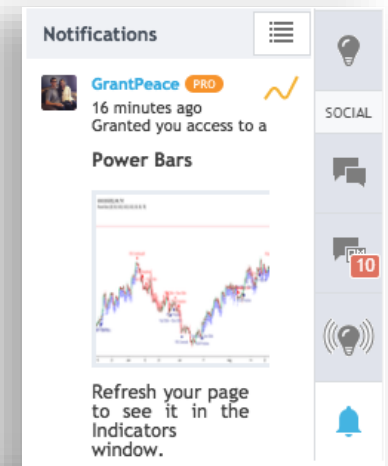 Notifications
GrantPeace PRO
16 minutes ago
Granted you access to a
Power Bars
Refresh your page
to see it in the
Indicators
window.
SOCIAL
10